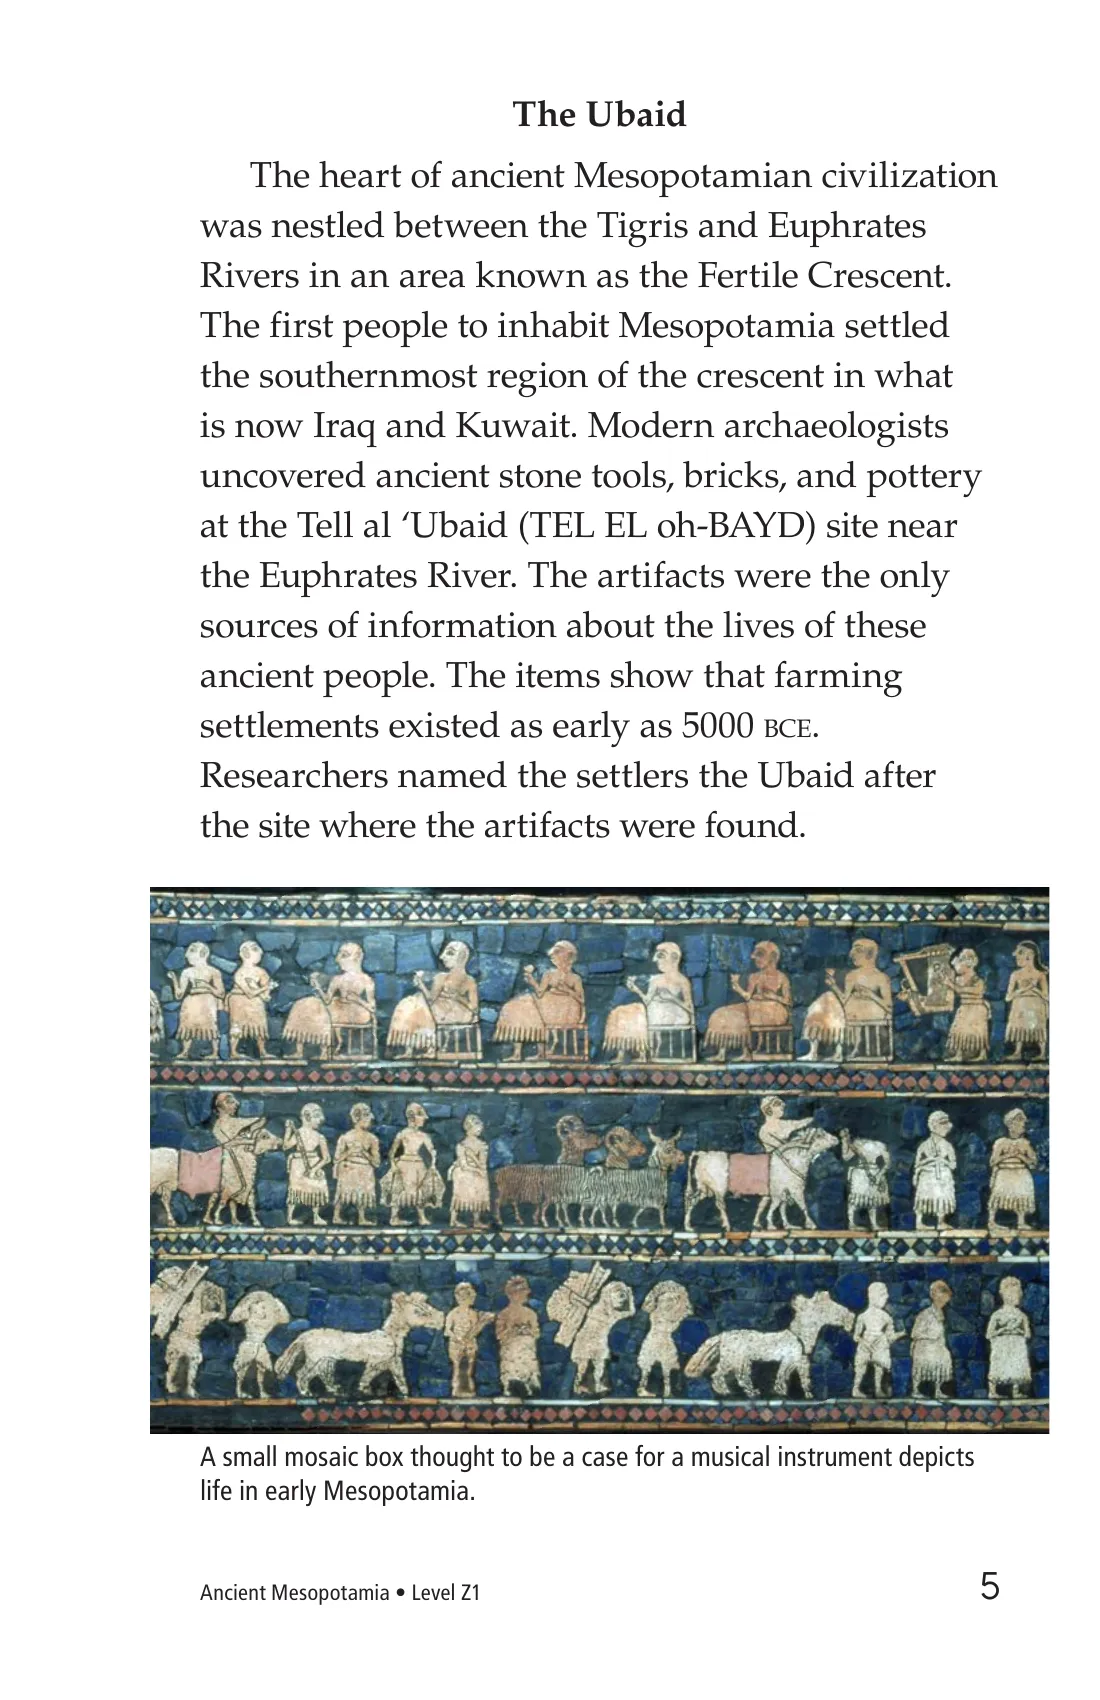 The Ubaid
The heart of ancient Mesopotamian civilization
was nestled between the Tigris and Euphrates
Rivers in an area known as the Fertile Crescent.
The first people to inhabit Mesopotamia settled
the southernmost region of the crescent in what
is now Iraq and Kuwait. Modern archaeologists
uncovered ancient stone tools, bricks, and pottery
at the Tell al ‘Ubaid (TEL EL oh-BAYD) site near
the Euphrates River. The artifacts were the only
sources of information about the lives of these
ancient people. The items show that farming
settlements existed as early as 5000 BCE.
Researchers named the settlers the Ubaid after
the site where the artifacts were found.
A small mosaic box thought to be a case for a musical instrument depicts
life in early Mesopotamia.
Ancient Mesopotamia • Level Z1
5